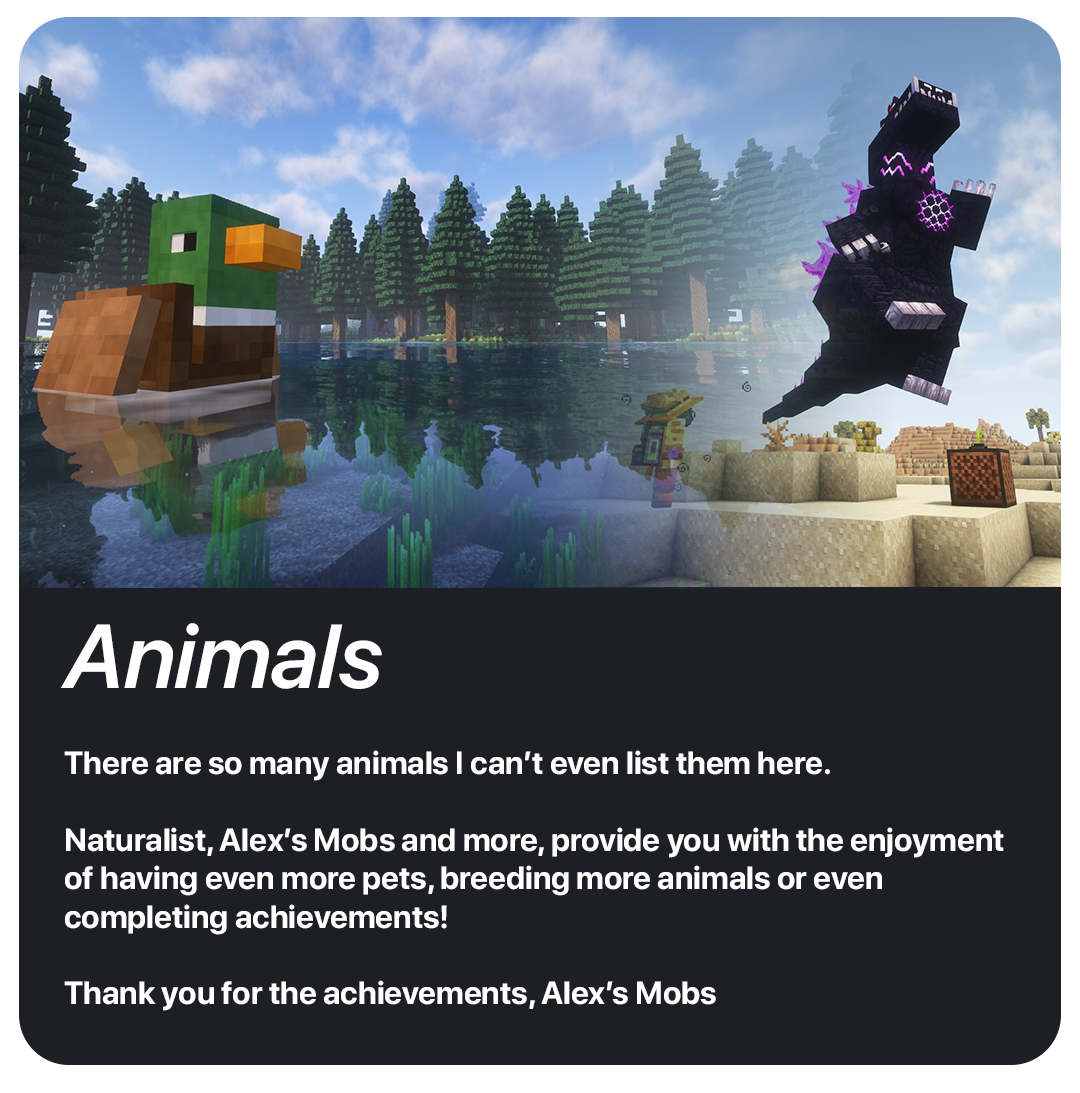 Animals
There are so many animals I can’t even list them here.
Naturalist, Alex’s Mobs and more, provide you with the enjoyment
of having even more pets, breeding more animals or even
completing achievements!
Thank you for the achievements, Alex’s Mobs